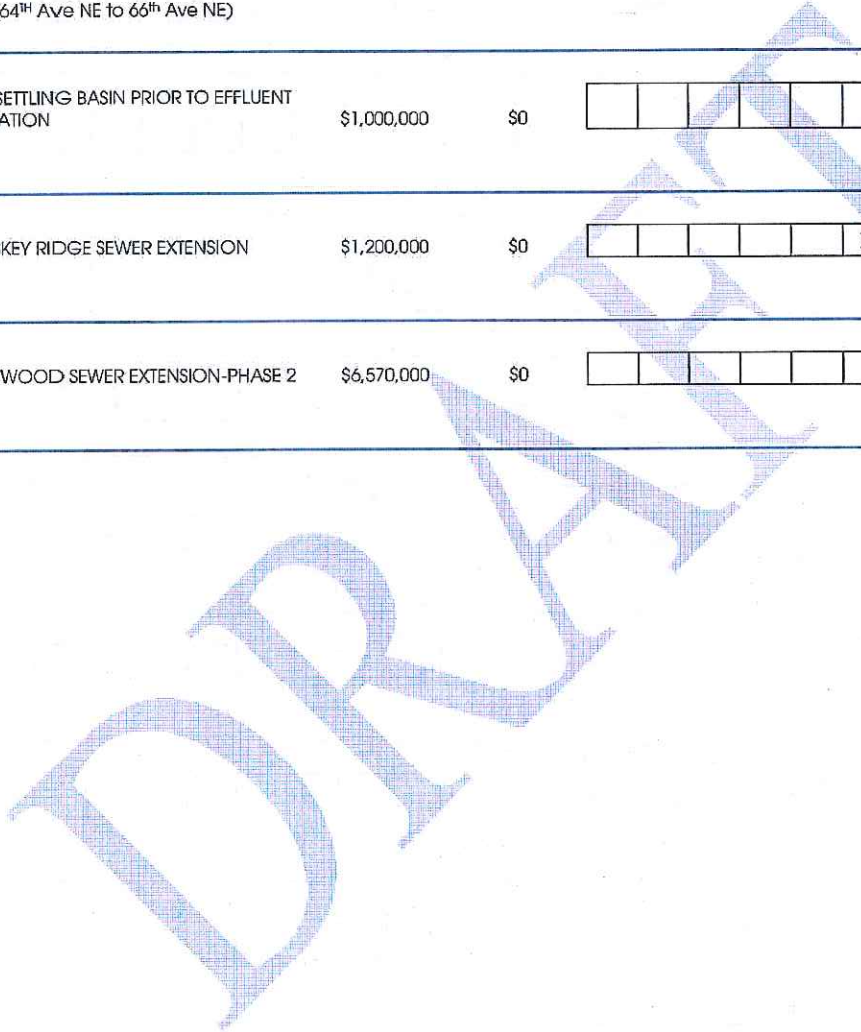 64TH Ave NE to 66th Ave NE)
SETTLING BASIN PRIOR TO EFFLUENT $1,000,000 $0
ATION
KEY RIDGE SEWER EXTENSION $1,200,000 $0
WOOD SEWER EXTENSION-PHASE 2 $6,570,000 $0
DRAFT